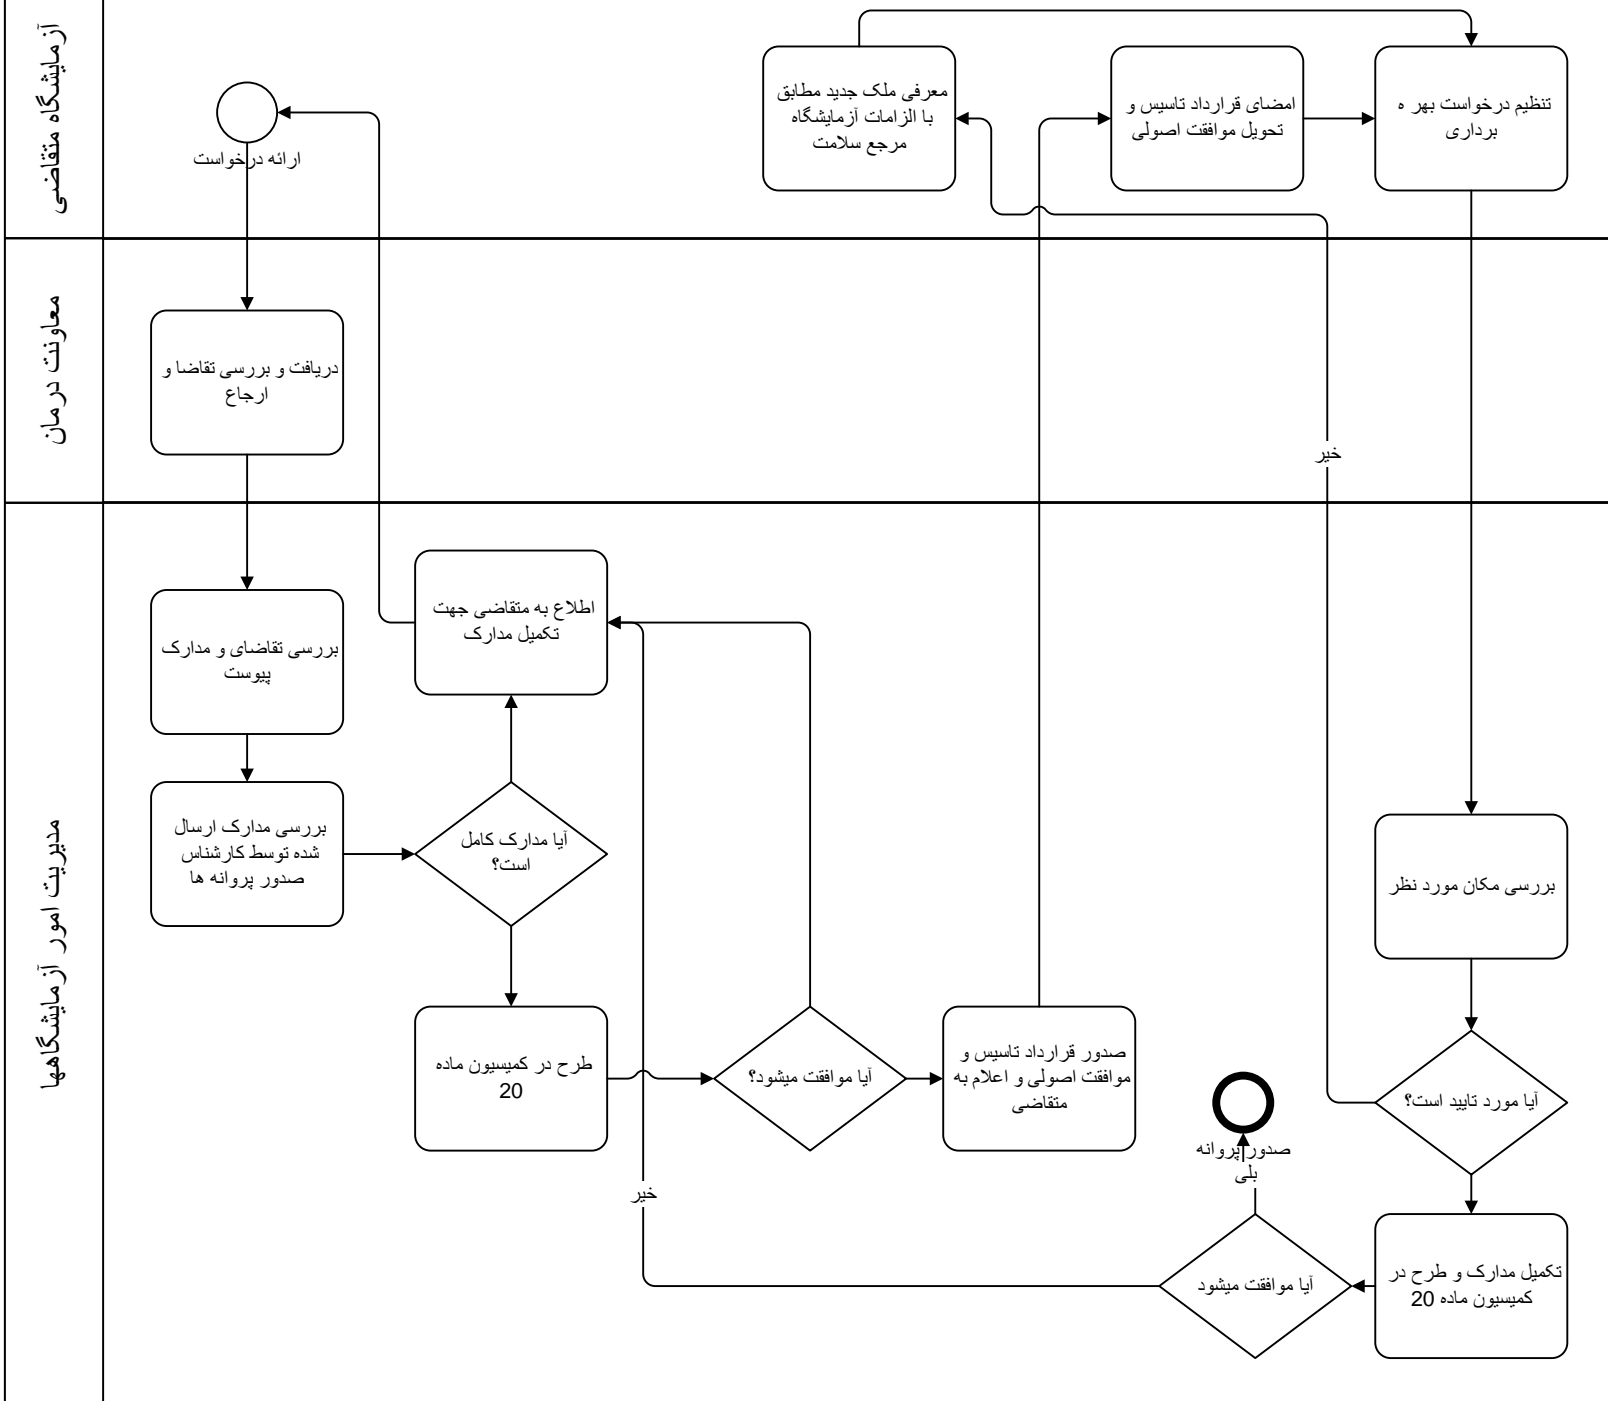 آزمایشگاه متقاضی
ارائه درخواست
معرفی ملک جدید مطابق
با الزامات آزمایشگاه
مرجع سلامت
امضای قرارداد تاسیس و
تحویل موافقت اصولی
تنظیم درخواست بهر ه
برداری
معاونت درمان
دریافت و بررسی تقاضا و
ارجاع
خیر
مدیریت امور آزمایشگاهها
بررسی تقاضای و مدارک
پیوست
اطلاع به متقاضی جهت
تکمیل مدارک
بررسی مدارک ارسال
شده توسط کارشناس
صدور پروانه ها
آیا مدارک کامل
است؟
بررسی مکان مورد نظر
طرح در کمیسیون ماده
20
آیا موافقت میشود؟
صدور قرارداد تاسیس و
موافقت اصولی و اعلام به
متقاضی
آیا مورد تایید است؟
صدور پروانه
بلی
خیر
آیا موافقت میشود
تکمیل مدارک و طرح در
کمیسیون ماده 20